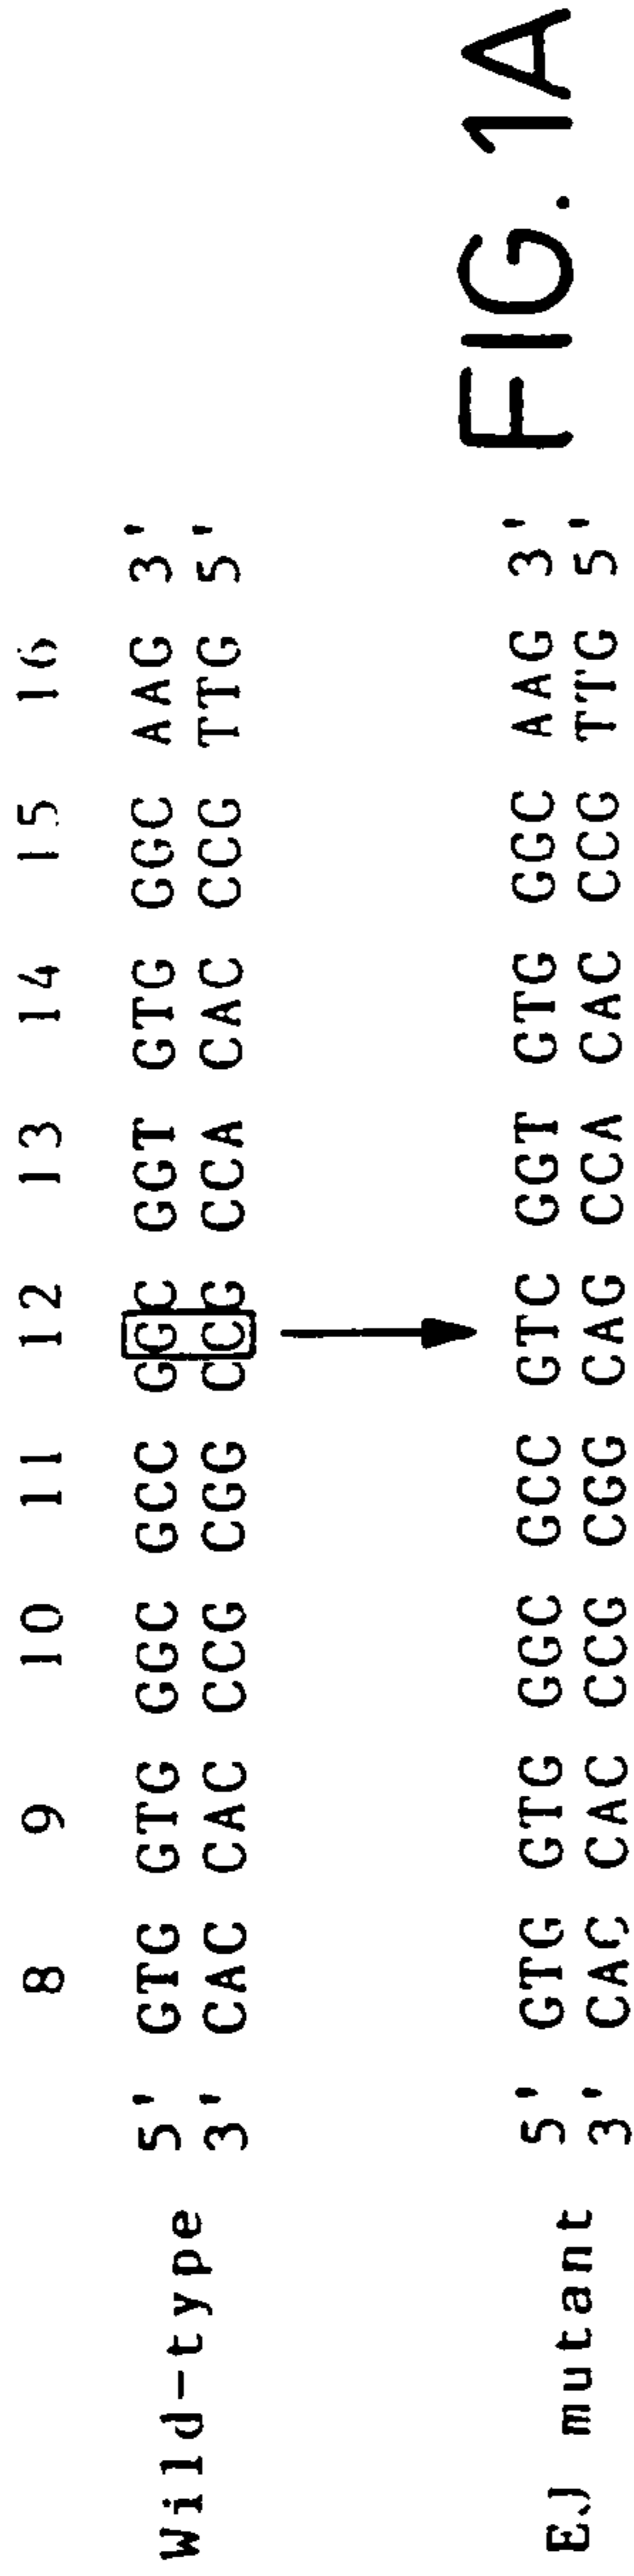 8 9 10 11 12 13 14 15 16
Wild-type 5' GTG GTG GGC GCC GGC GGT GTG GGC AAG 3'
3' CAC CAC CCG CGG CCG CCA CAC CCG TTG 5'
EJ mutant 5' GTG GTG GGC GCC GTC GGT GTG GGC AAG 3'
3' CAC CAC CCG CGG CAG CCA CAC CCG TTG 5'
FIG. 1A